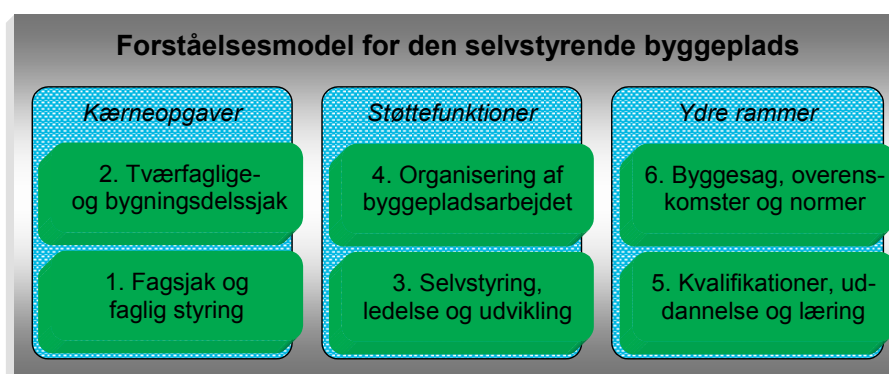 Forståelsesmodel for den selvstyrende byggeplads
Kærneopgaver
2. Tværfaglige-
og bygningsdelssjak
1. Fagsjak og
faglig styring
Støttefunktioner
4. Organisering af
byggepladsarbejdet
3. Selvstyring,
ledelse og udvikling
Ydre rammer
6. Byggesag, overens-
skomster og normer
5. Kvalifikationer, ud-
dannelse og læring